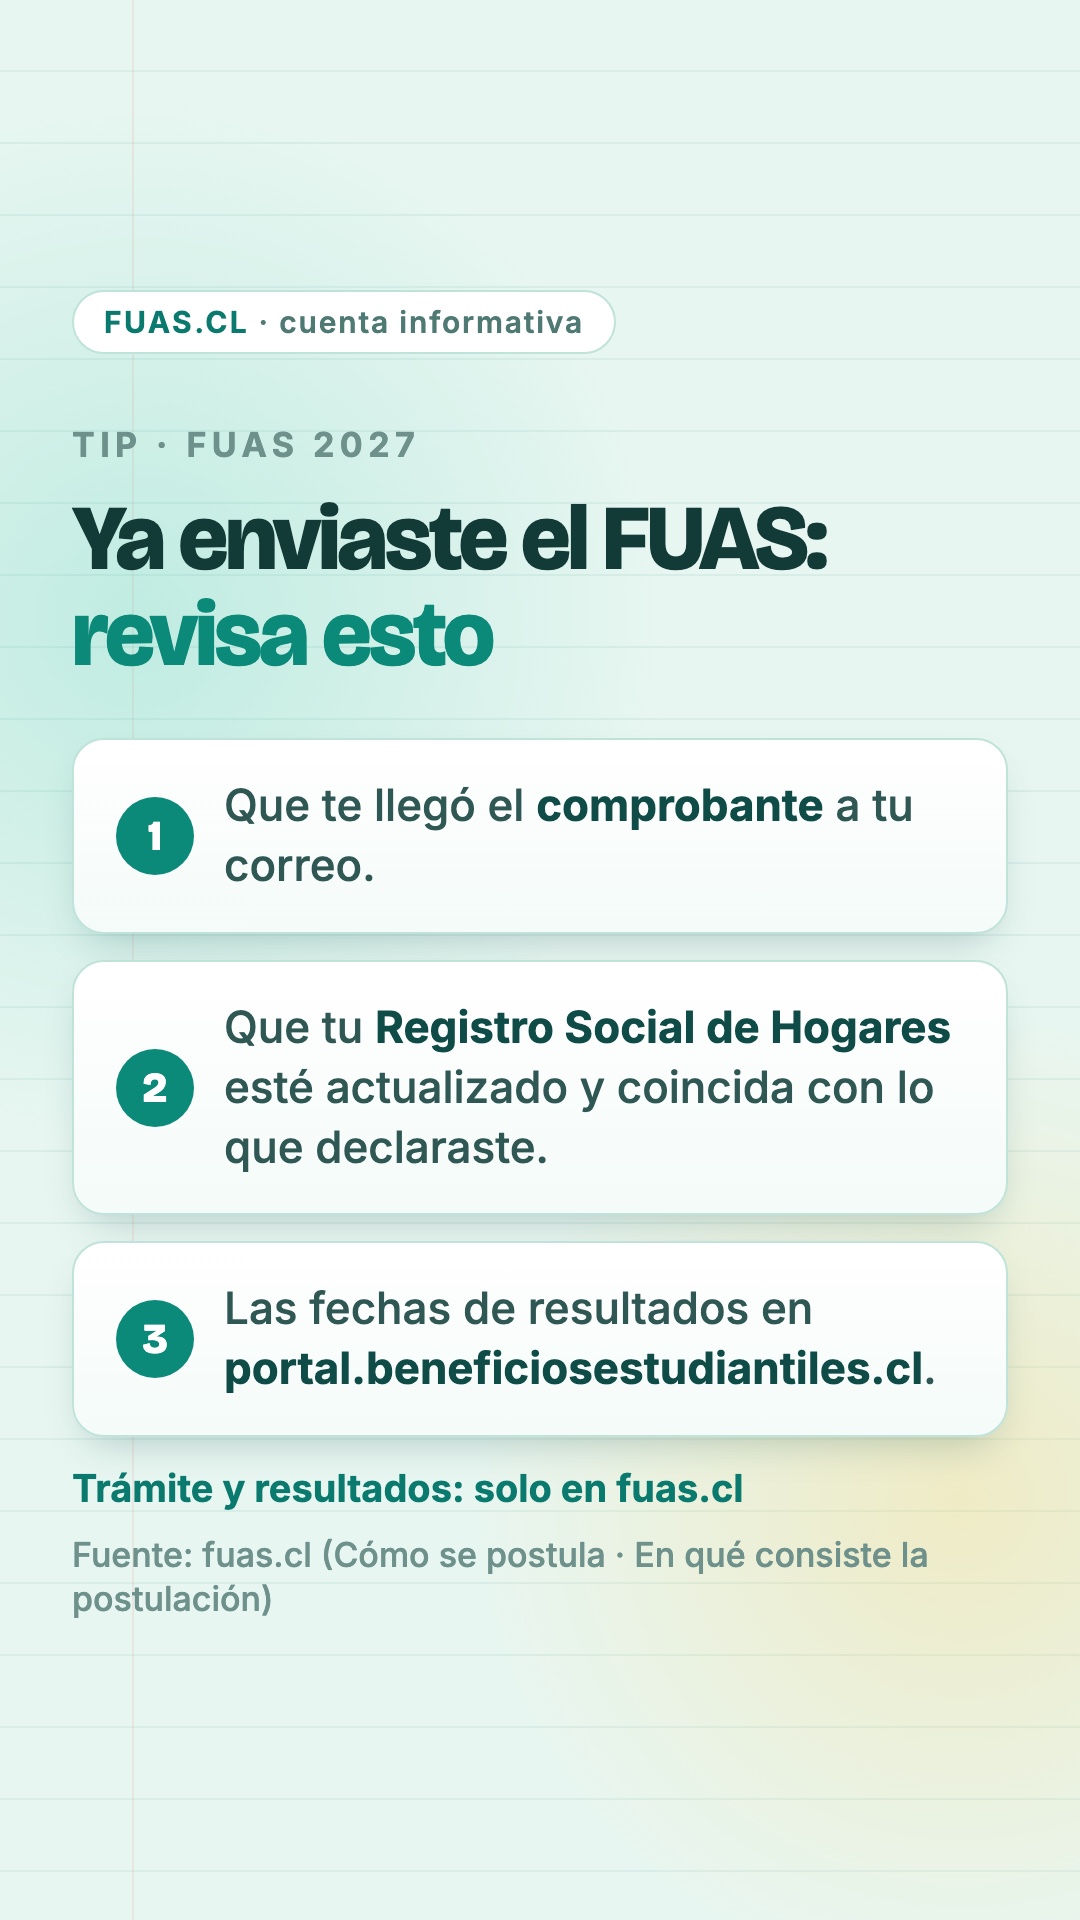 FUAS.CL · cuenta informativa
TIP · FUAS 2027
Ya enviaste el FUAS:
revisa esto
1
Que te llegó el comprobante a tu
correo.
2
Que tu Registro Social de Hogares
esté actualizado y coincida con lo
que declaraste.
3
Las fechas de resultados en
portal.beneficiosestudiantiles.cl.
Trámite y resultados: solo en fuas.cl
Fuente: fuas.cl (Cómo se postula · En qué consiste la
postulación)